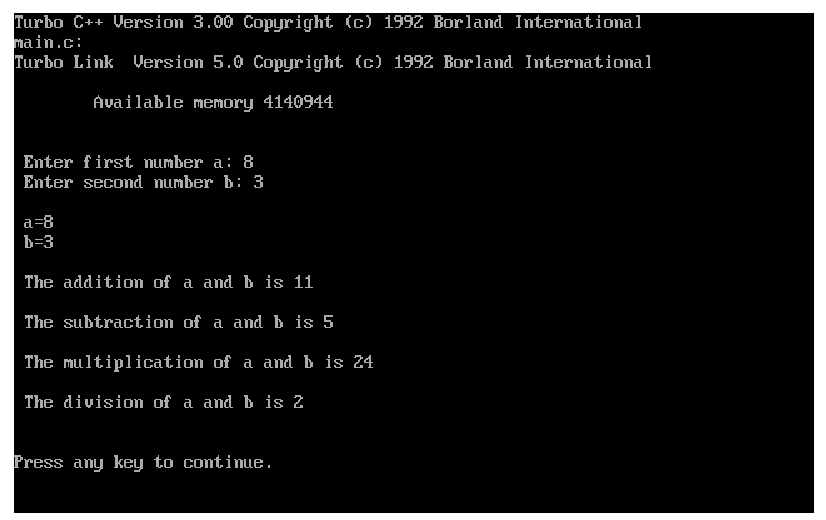 Turbo C++ Version 3.00 Copyright (c) 1992 Borland International
main.c:
Turbo Link  Version 5.0 Copyright (c) 1992 Borland International
Available memory 4140944
Enter first number a: 8
Enter second number b: 3
a=8
b=3
The addition of a and b is 11
The subtraction of a and b is 5
The multiplication of a and b is 24
The division of a and b is 2
Press any key to continue.